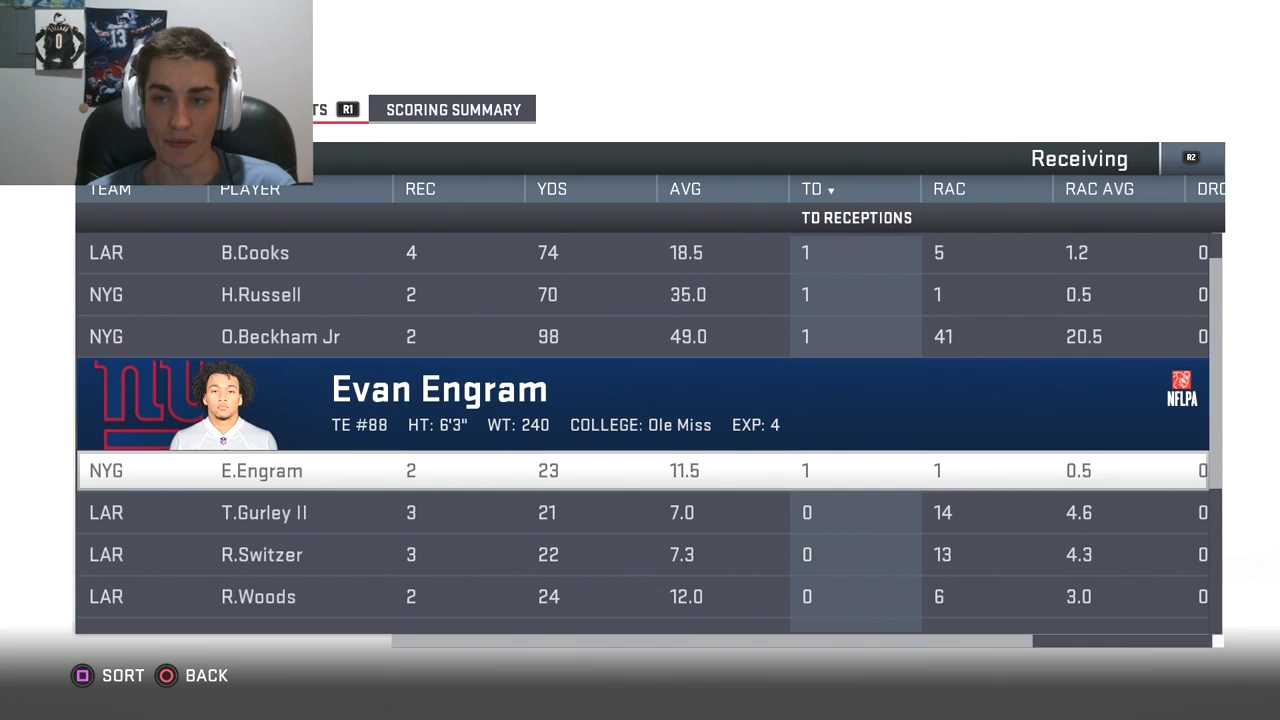 0
13
TS R1 SCORING SUMMARY
Receiving R2
TEAM PLAYER REC YDS AVG TD ▾ RAC RAC AVG DRO
TD RECEPTIONS
LAR B.Cooks 4 74 18.5 1 5 1.2 0
NYG H.Russell 2 70 35.0 1 1 0.5 0
NYG O.Beckham Jr 2 98 49.0 1 41 20.5 0
ny
Evan Engram
NFLPA
TE #88 HT: 6'3" WT: 240 COLLEGE: Ole Miss EXP: 4
NYG E.Engram 2 23 11.5 1 1 0.5 0
LAR T.Gurley II 3 21 7.0 0 14 4.6 0
LAR R.Switzer 3 22 7.3 0 13 4.3 0
LAR R.Woods 2 24 12.0 0 6 3.0 0
SORT BACK